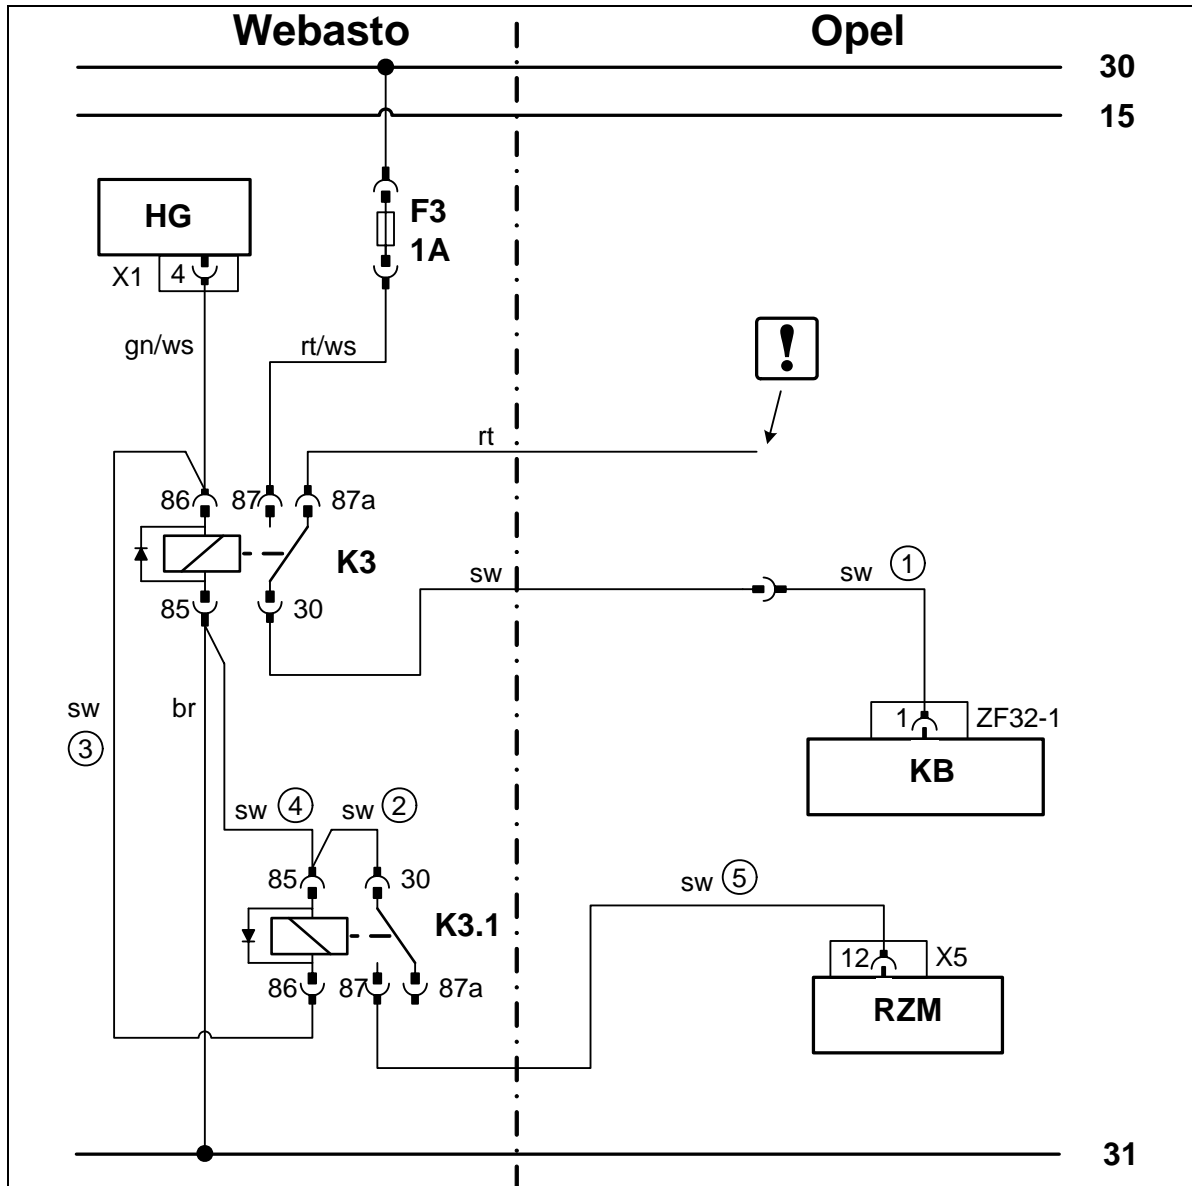 Webasto
Opel
30
15
HG
F3
1A
X1
4
gn/ws
rt/ws
!
rt
86
87
87a
K3
sw
sw 1
85
30
sw
3
br
1
ZF32-1
KB
sw 4
sw 2
85
30
sw 5
K3.1
12
X5
86
87
87a
RZM
31